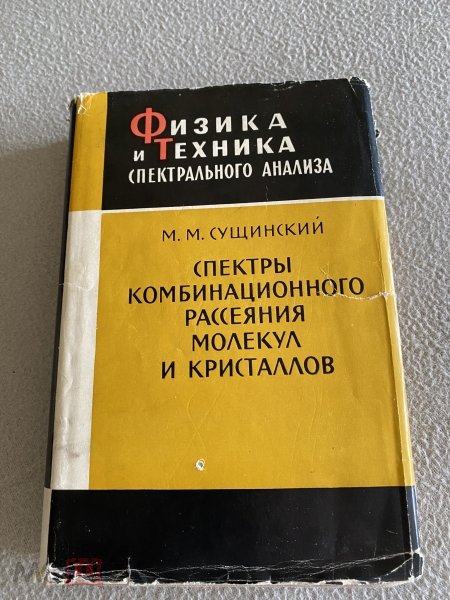 Физика
и Техника
спектрального анализа
М. М. СУЩИНСКИЙ
СПЕКТРЫ
КОМБИНАЦИОННОГО
РАССЕЯНИЯ
МОЛЕКУЛ
И КРИСТАЛЛОВ